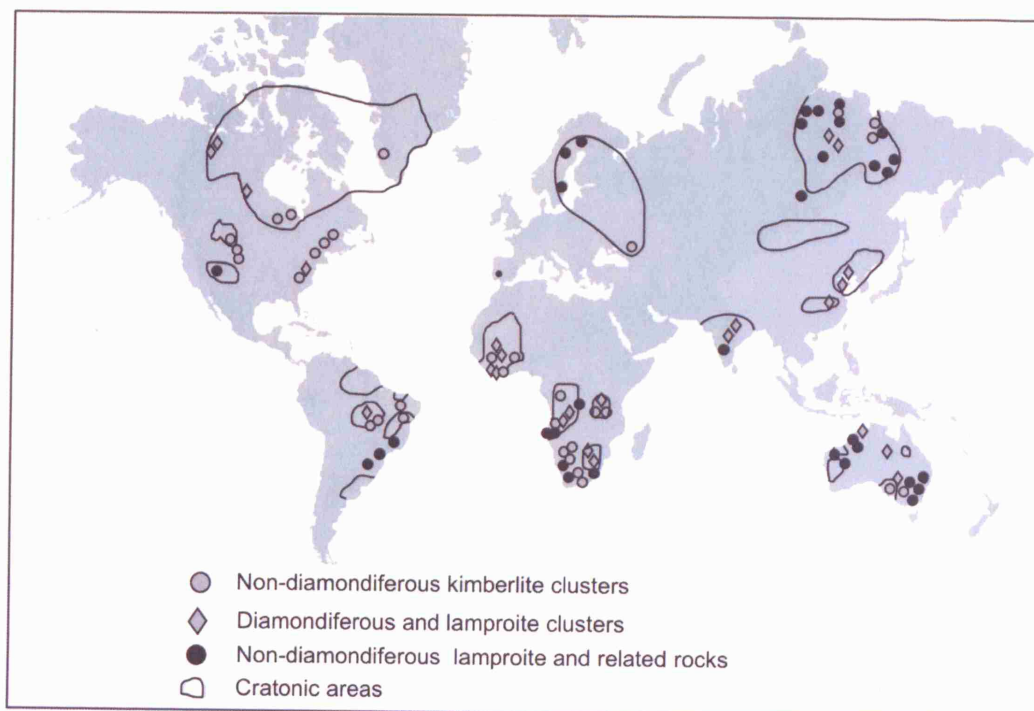 Non-diamondiferous kimberlite clusters
Diamondiferous and lamproite clusters
Non-diamondiferous lamproite and related rocks
Cratonic areas